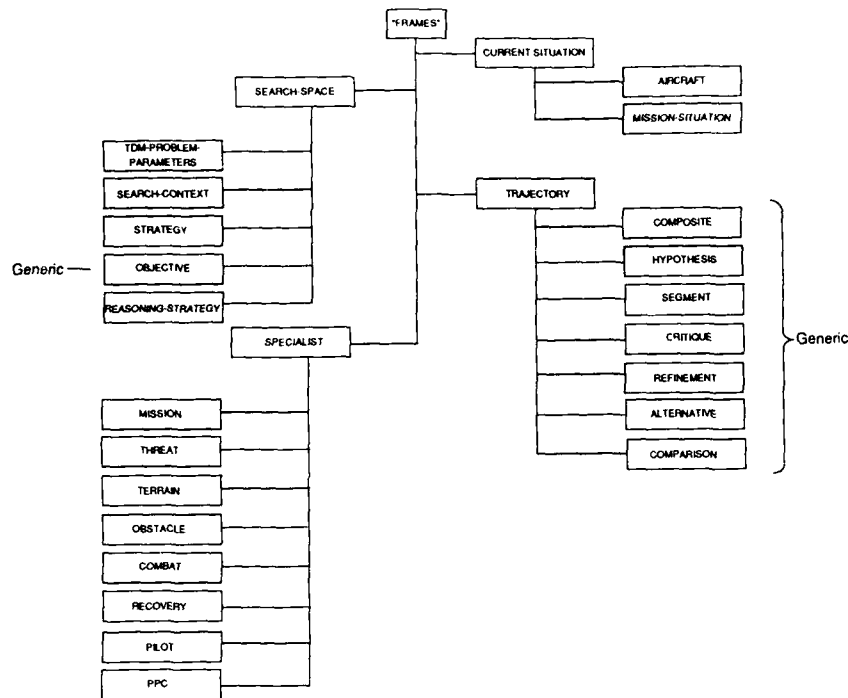 "FRAMES"
CURRENT SITUATION
AIRCRAFT
MISSION-SITUATION
SEARCH-SPACE
TDM-PROBLEM-
PARAMETERS
SEARCH-CONTEXT
STRATEGY
Generic
OBJECTIVE
REASONING-STRATEGY
TRAJECTORY
COMPOSITE
HYPOTHESIS
SEGMENT
CRITIQUE
REFINEMENT
ALTERNATIVE
COMPARISON
Generic
SPECIALIST
MISSION
THREAT
TERRAIN
OBSTACLE
COMBAT
RECOVERY
PILOT
PPC